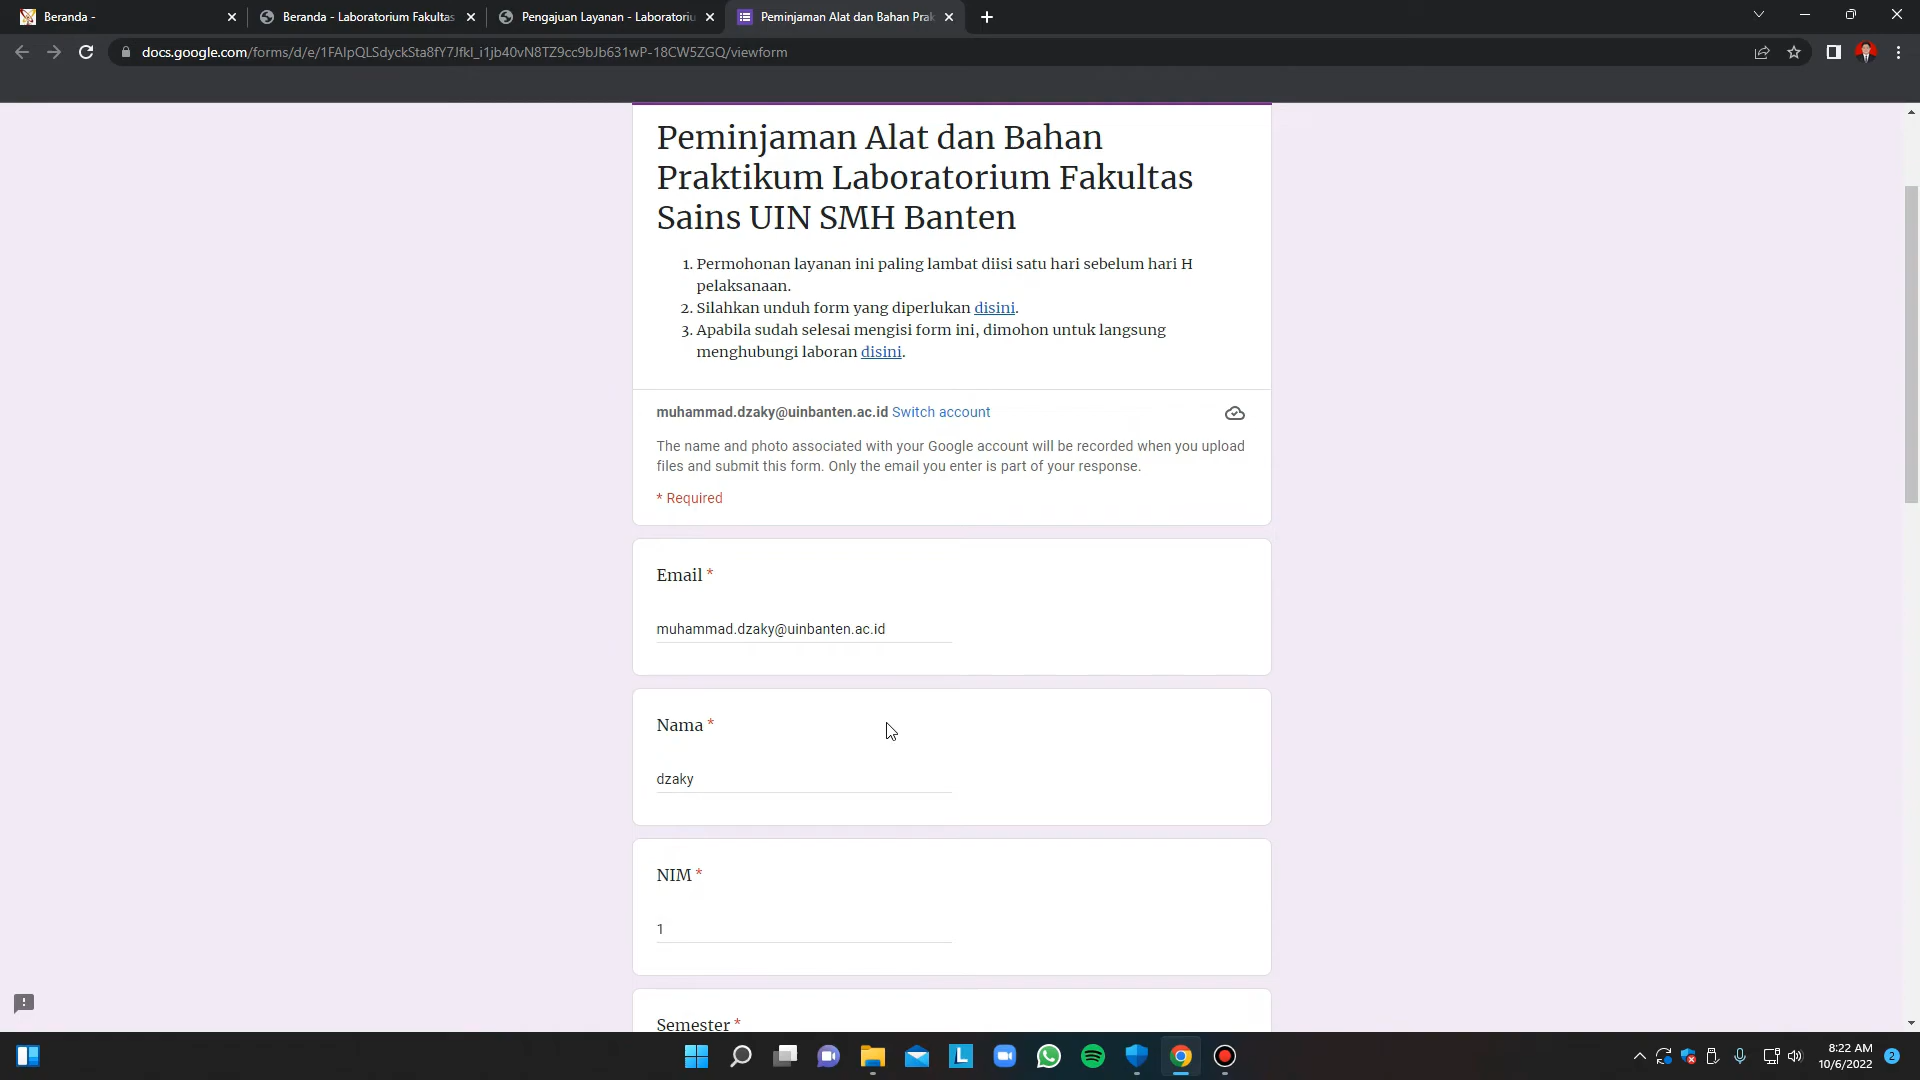 Beranda -
Beranda - Laboratorium Fakultas
Pengajuan Layanan - Laboratoriu
Peminjaman Alat dan Bahan Prak
docs.google.com/forms/d/e/1FAIpQLSdyckSta8fY7Jfkl_i1jb40vN8TZ9cc9bJb631wP-18CW5ZGQ/viewform
Peminjaman Alat dan Bahan
Praktikum Laboratorium Fakultas
Sains UIN SMH Banten
1. Permohonan layanan ini paling lambat diisi satu hari sebelum hari H
pelaksanaan.
2. Silahkan unduh form yang diperlukan disini.
3. Apabila sudah selesai mengisi form ini, dimohon untuk langsung
menghubungi laboran disini.
muhammad.dzaky@uinbanten.ac.id Switch account
The name and photo associated with your Google account will be recorded when you upload
files and submit this form. Only the email you enter is part of your response.
* Required
Email *
muhammad.dzaky@uinbanten.ac.id
Nama *
dzaky
NIM *
1
Semester *
L
8:22 AM
10/6/2022
2